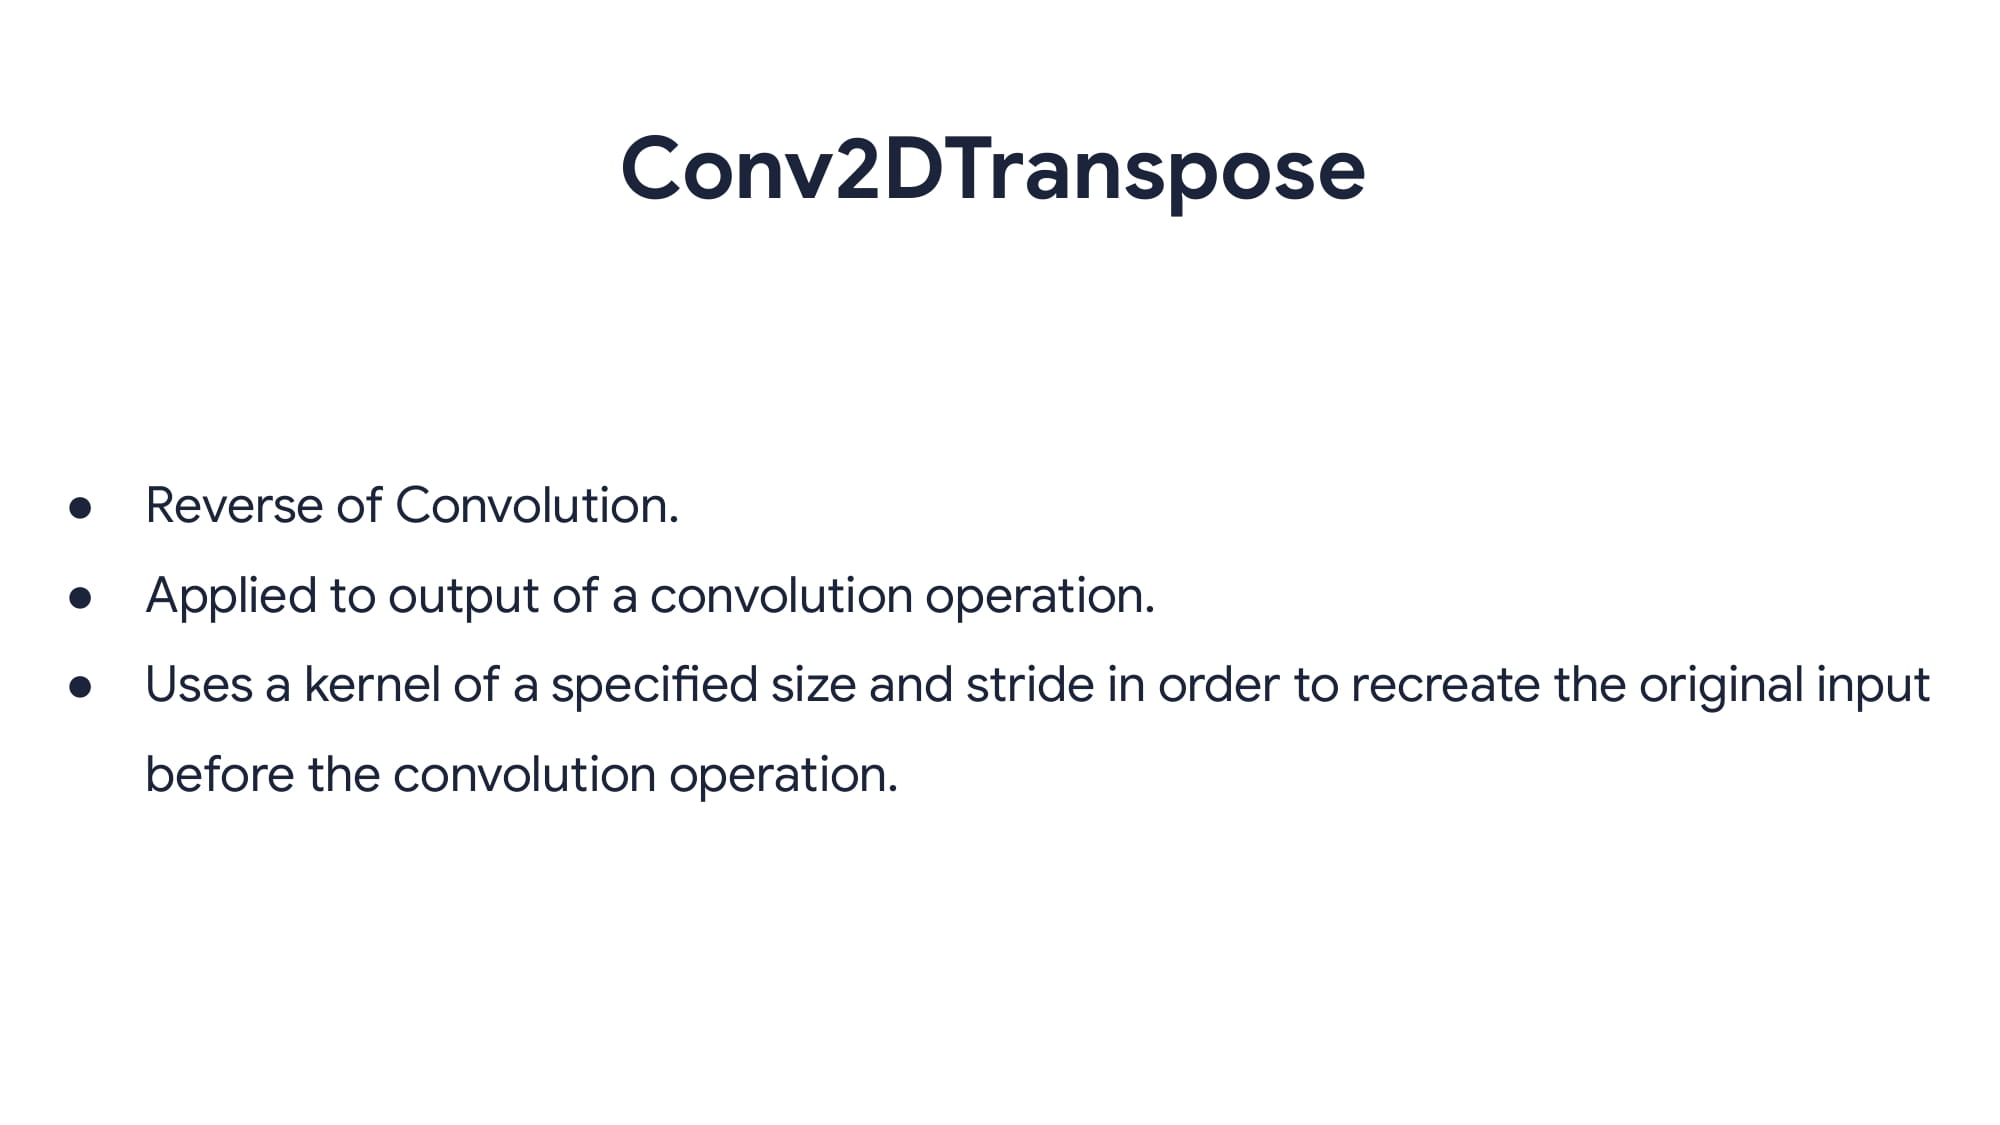 Conv2DTranspose
● Reverse of Convolution.
● Applied to output of a convolution operation.
● Uses a kernel of a specified size and stride in order to recreate the original input
before the convolution operation.